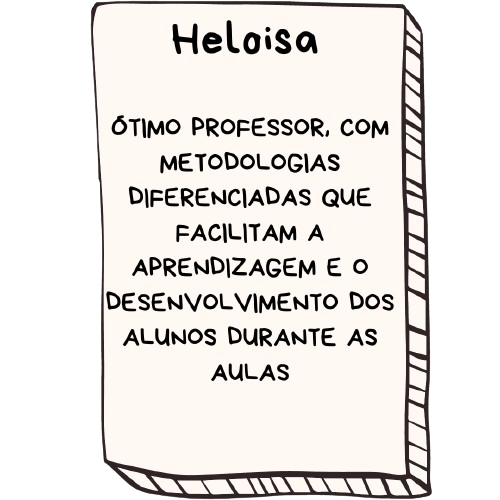 Heloisa
ÓTIMO PROFESSOR, COM
METODOLOGIAS
DIFERENCIADAS QUE
FACILITAM A
APRENDIZAGEM E O
DESENVOLVIMENTO DOS
ALUNOS DURANTE AS
AULAS